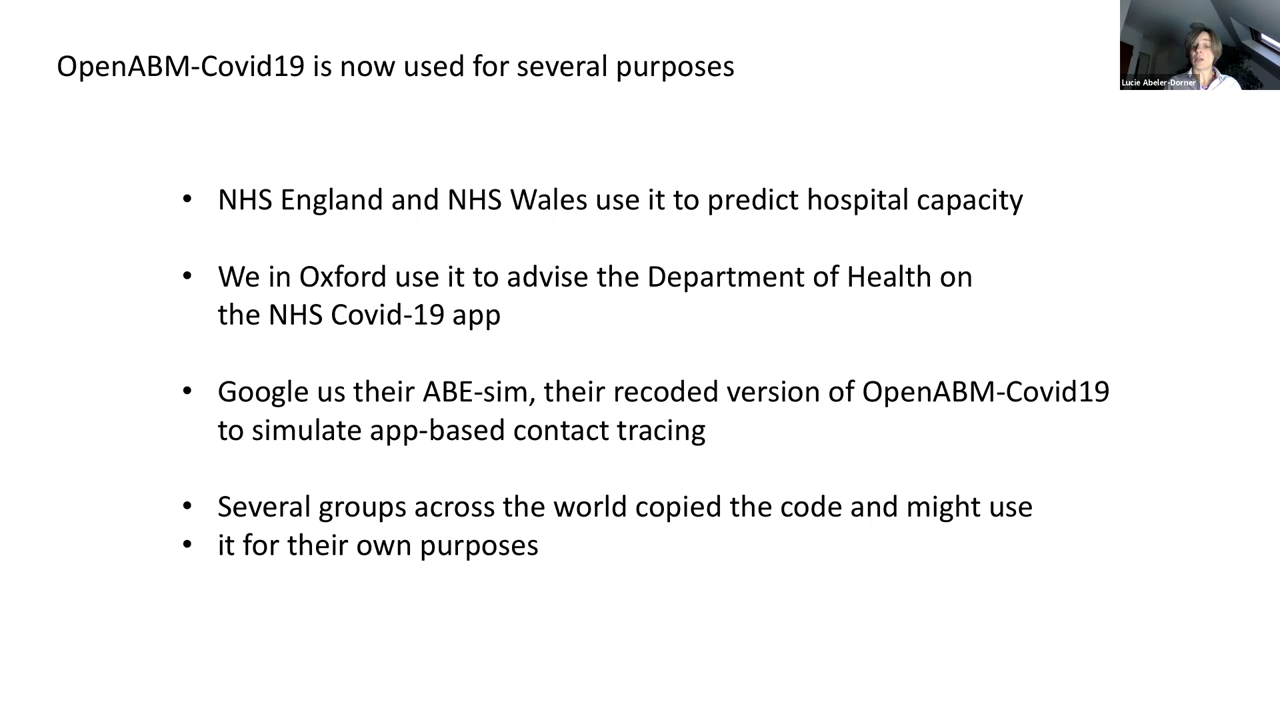 OpenABM-Covid19 is now used for several purposes
Lucie Abeler-Dorner
• NHS England and NHS Wales use it to predict hospital capacity
• We in Oxford use it to advise the Department of Health on
the NHS Covid-19 app
• Google us their ABE-sim, their recoded version of OpenABM-Covid19
to simulate app-based contact tracing
• Several groups across the world copied the code and might use
• it for their own purposes